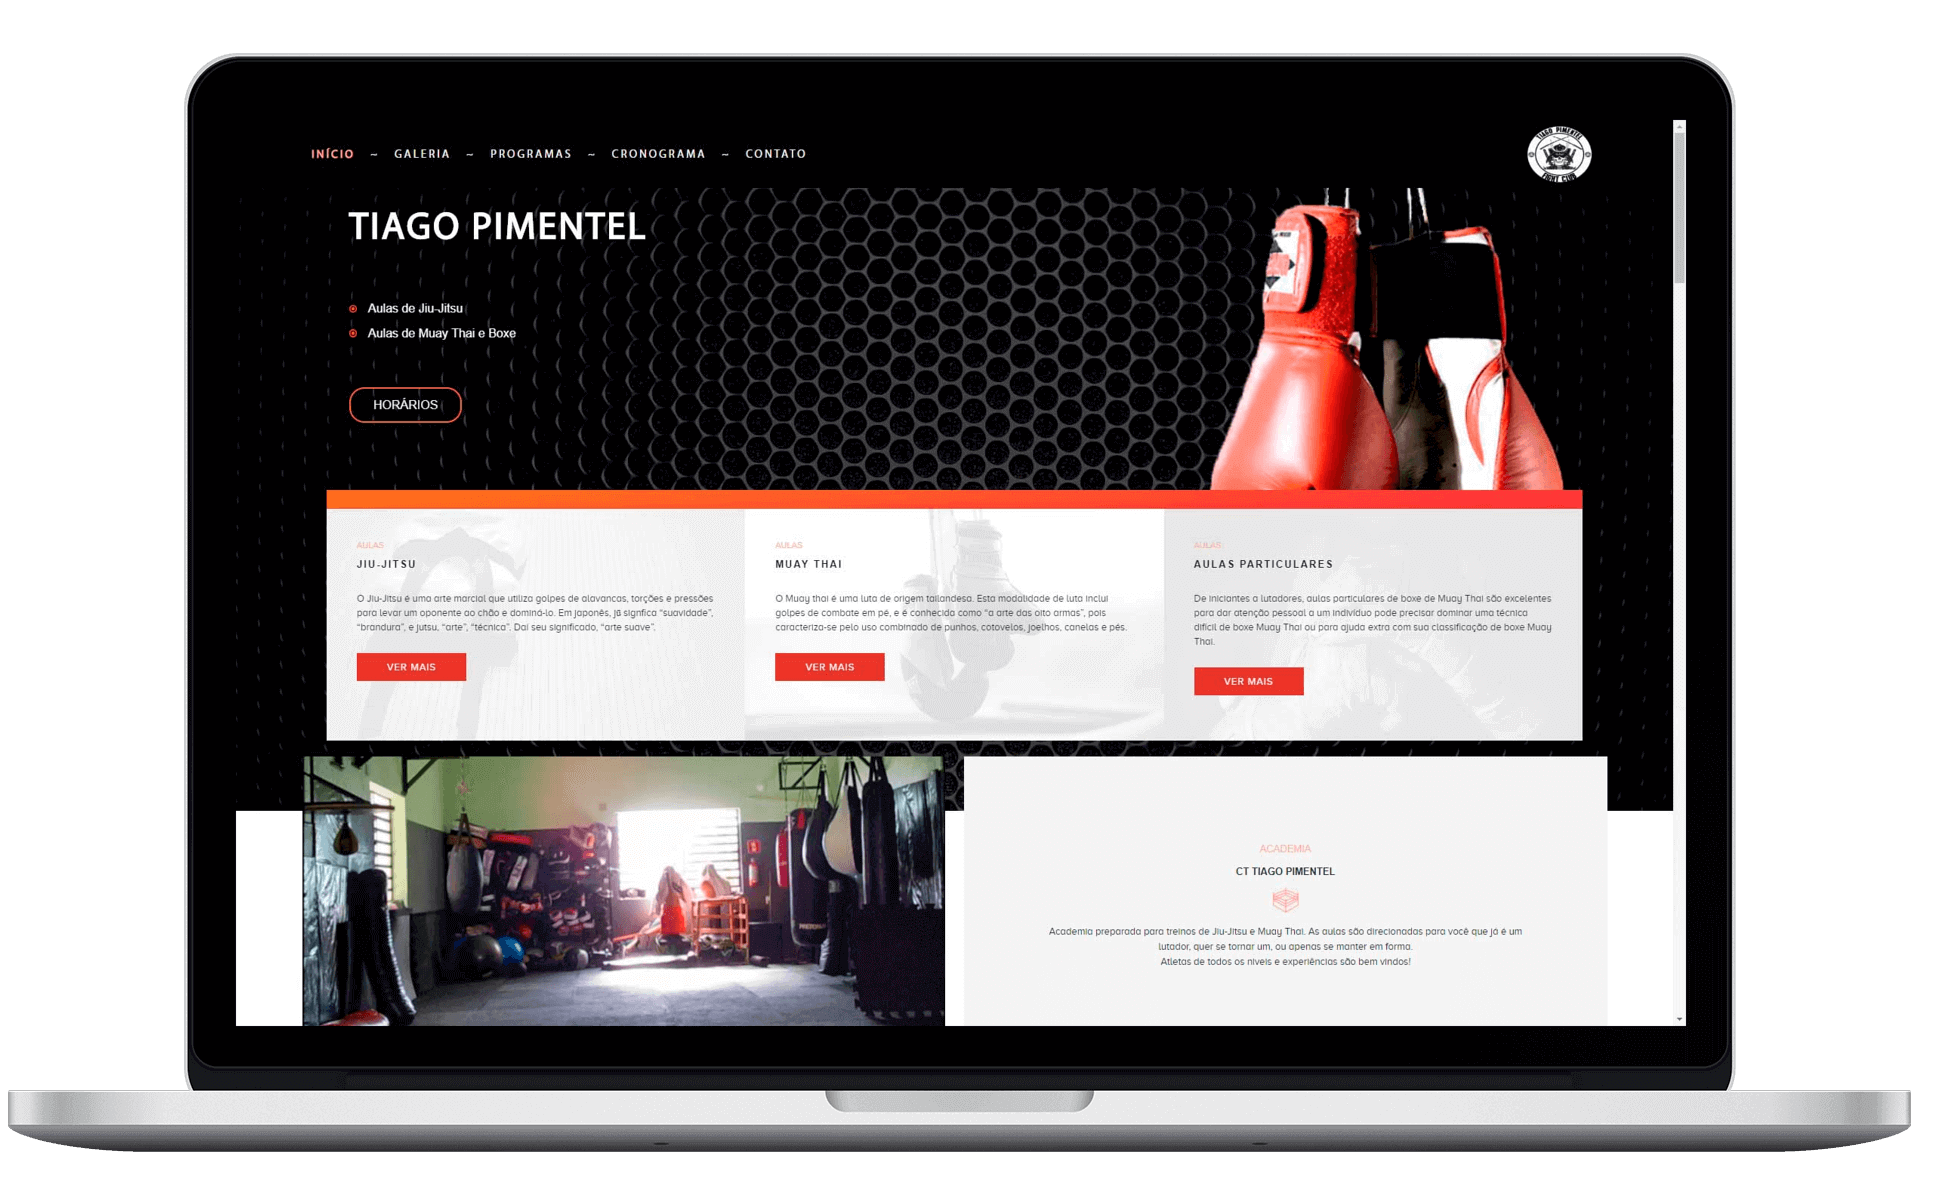 INÍCIO ~ GALERIA ~ PROGRAMAS ~ CRONOGRAMA ~ CONTATO
TIAGO PIMENTEL
FIGHT CLUB
TIAGO PIMENTEL
Aulas de Jiu-Jitsu
Aulas de Muay Thai e Boxe
HORÁRIOS
AULAS
JIU-JITSU
O Jiu-Jitsu é uma arte marcial que utiliza golpes de alavancas, torções e pressões
para levar um oponente ao chão e dominá-lo. Em japonês, jū signfica “suavidade”,
“brandura”, e jutsu, “arte”, “técnica”. Daí seu significado, “arte suave”.
VER MAIS
AULAS
MUAY THAI
O Muay thai é uma luta de origem tailandesa. Esta modalidade de luta inclui
golpes de combate em pé, e é conhecida como “a arte das oito armas”, pois
caracteriza-se pelo uso combinado de punhos, cotovelos, joelhos, canelas e pés.
VER MAIS
AULAS
AULAS PARTICULARES
De iniciantes a lutadores, aulas particulares de boxe de Muay Thai são excelentes
para dar atenção pessoal a um indivíduo pode precisar dominar uma técnica
difícil de boxe Muay Thai ou para ajuda extra com sua classificação de boxe Muay
Thai.
VER MAIS
ACADEMIA
CT TIAGO PIMENTEL
Academia preparada para treinos de Jiu-Jitsu e Muay Thai. As aulas são direcionadas para você que já é um
lutador, quer se tornar um, ou apenas se manter em forma.
Atletas de todos os níveis e experiências são bem vindos!